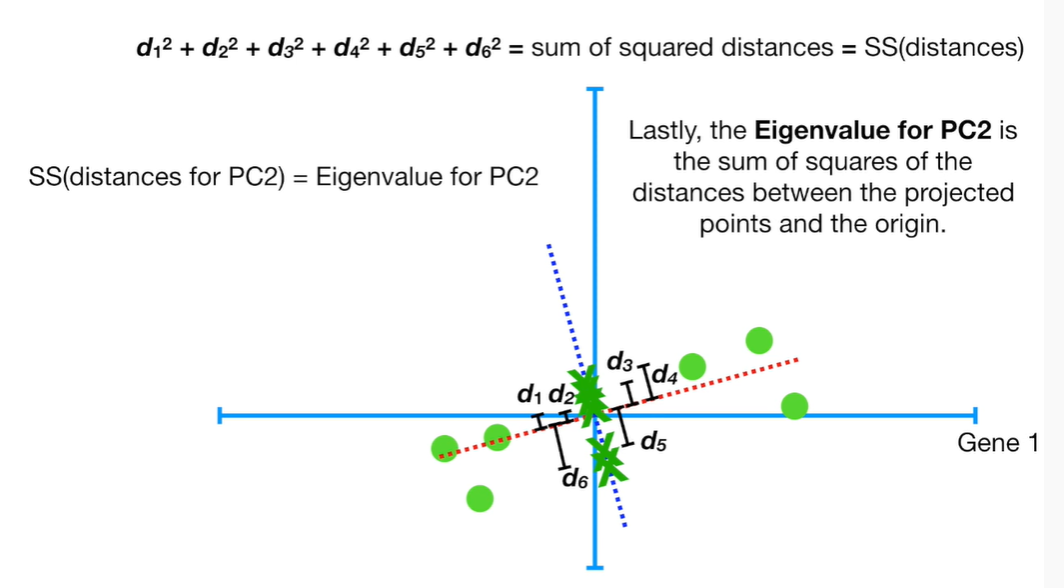 d₁² + d₂² + d₃² + d₄² + d₅² + d₆² = sum of squared distances = SS(distances)
Lastly, the Eigenvalue for PC2 is
the sum of squares of the
distances between the projected
points and the origin.
SS(distances for PC2) = Eigenvalue for PC2
d₃
d₄
d₁ d₂
d₅
d₆
Gene 1